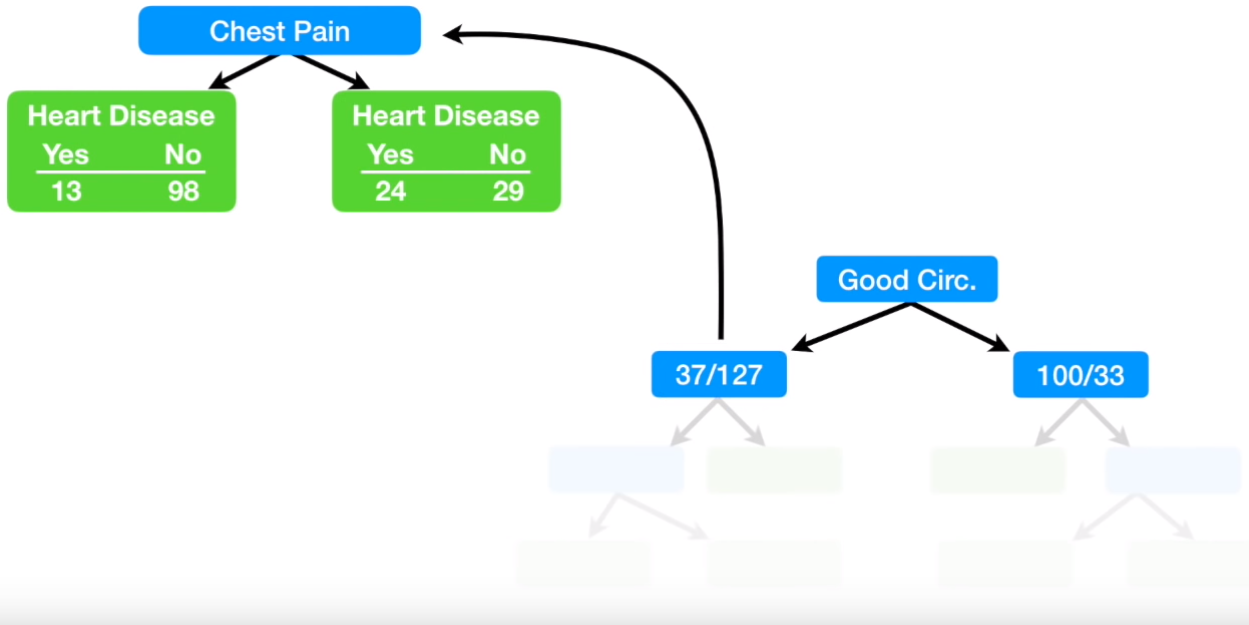 Chest Pain
Heart Disease
Yes No
13 98
Heart Disease
Yes No
24 29
Good Circ.
37/127
100/33